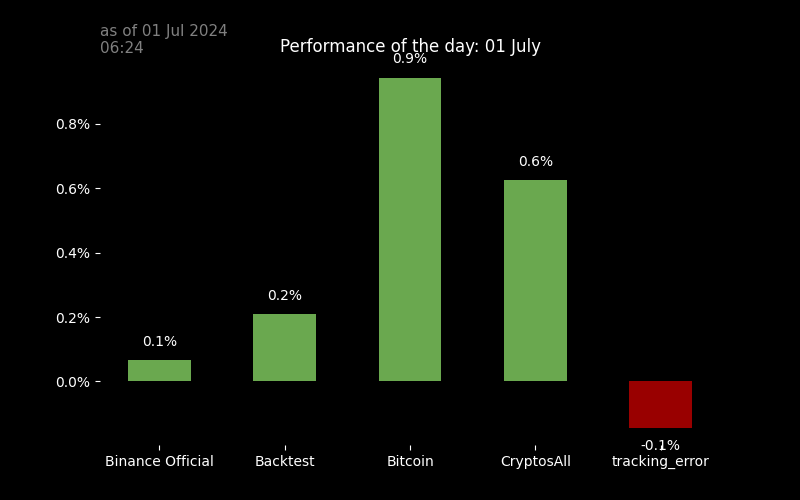 as of 01 Jul 2024
06:24
Performance of the day: 01 July
0.9%
0.8%
0.6%
0.6%
0.4%
0.2%
0.2%
0.1%
0.0%
-0.1%
Binance Official
Backtest
Bitcoin
CryptosAll
tracking_error